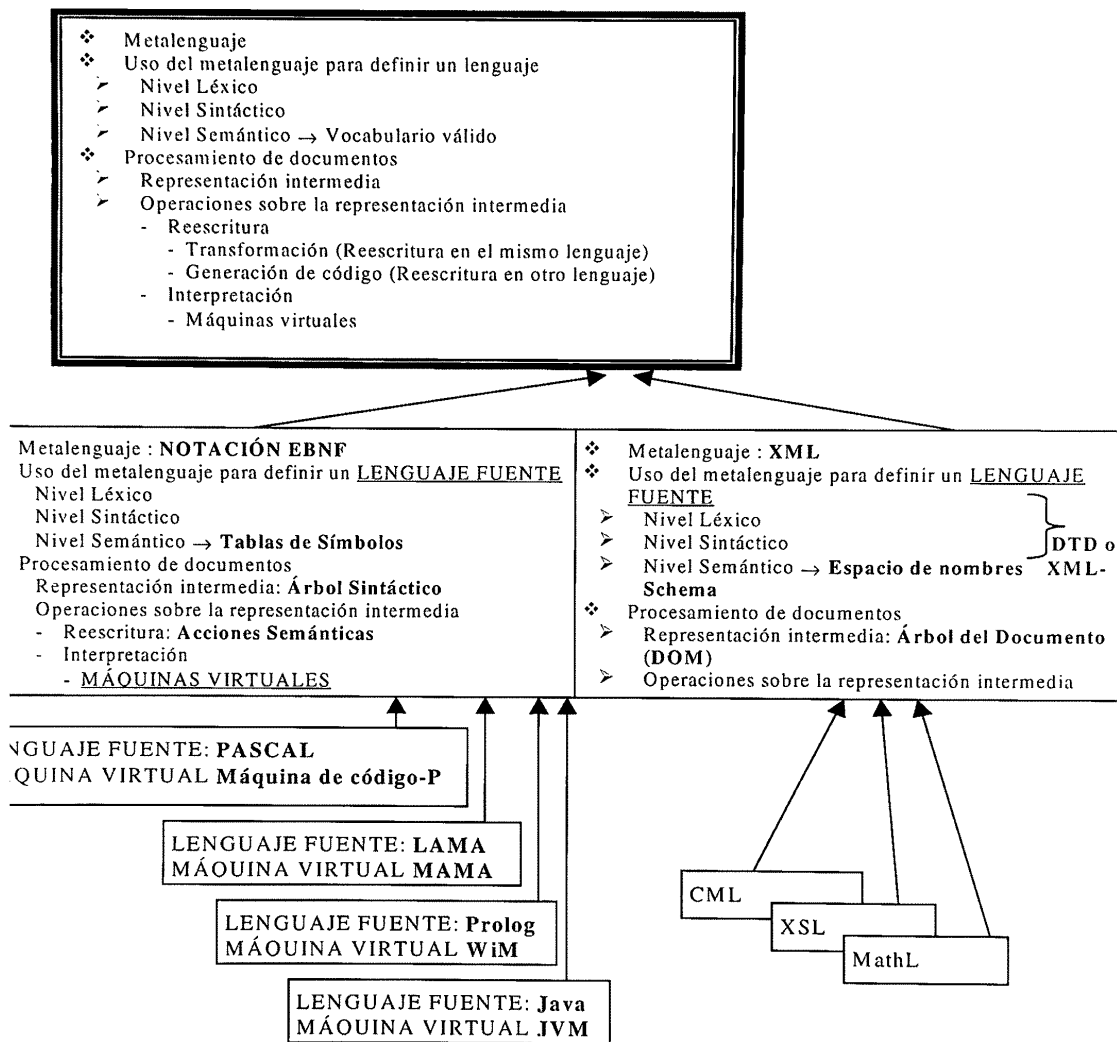 ❖ Metalenguaje
❖ Uso del metalenguaje para definir un lenguaje
➢ Nivel Léxico
➢ Nivel Sintáctico
➢ Nivel Semántico → Vocabulario válido
❖ Procesamiento de documentos
➢ Representación intermedia
➢ Operaciones sobre la representación intermedia
- Reescritura
- Transformación (Reescritura en el mismo lenguaje)
- Generación de código (Reescritura en otro lenguaje)
- Interpretación
- Máquinas virtuales
Metalenguaje : NOTACIÓN EBNF
Uso del metalenguaje para definir un LENGUAJE FUENTE
Nivel Léxico
Nivel Sintáctico
Nivel Semántico → Tablas de Símbolos
Procesamiento de documentos
Representación intermedia: Árbol Sintáctico
Operaciones sobre la representación intermedia
- Reescritura: Acciones Semánticas
- Interpretación
- MÁQUINAS VIRTUALES
❖ Metalenguaje : XML
❖ Uso del metalenguaje para definir un LENGUAJE
FUENTE
➢ Nivel Léxico
➢ Nivel Sintáctico
DTD o
➢ Nivel Semántico → Espacio de nombres XML-
Schema
❖ Procesamiento de documentos
➢ Representación intermedia: Árbol del Documento
(DOM)
➢ Operaciones sobre la representación intermedia
NGUAJE FUENTE: PASCAL
QUINA VIRTUAL Máquina de código-P
LENGUAJE FUENTE: LAMA
MÁQUINA VIRTUAL MAMA
LENGUAJE FUENTE: Prolog
MÁQUINA VIRTUAL WiM
LENGUAJE FUENTE: Java
MÁQUINA VIRTUAL JVM
CML
XSL
MathL